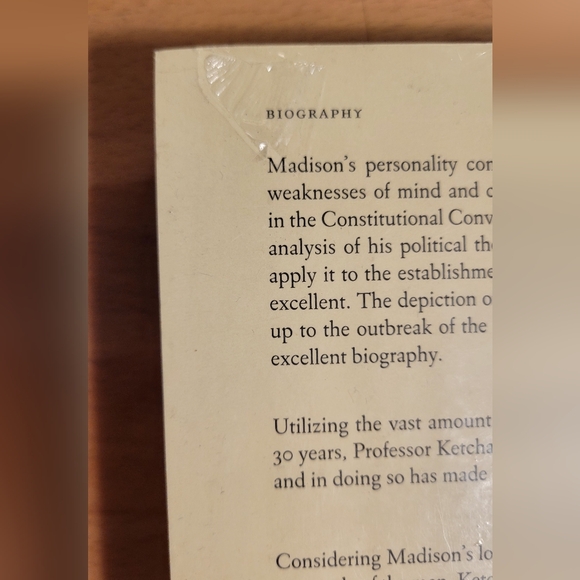 BIOGRAPHY
Madison's personality con
weaknesses of mind and c
in the Constitutional Conv
analysis of his political th
apply it to the establishme
excellent. The depiction o
up to the outbreak of the
excellent biography.
Utilizing the vast amount
30 years, Professor Ketcha
and in doing so has made
Considering Madison's lo